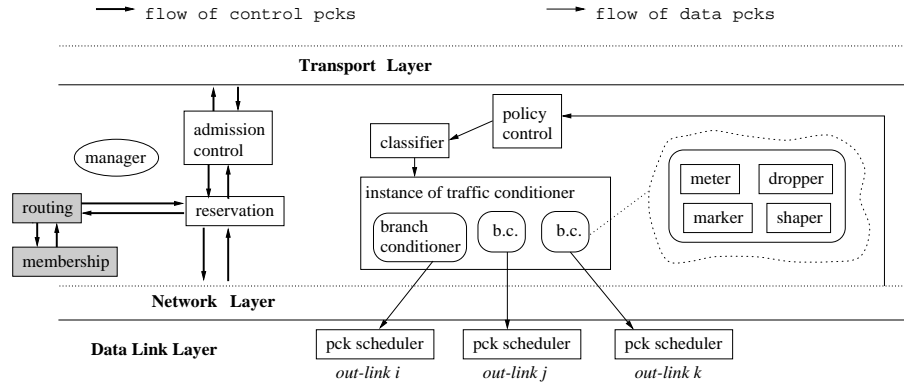 flow of control pcks
flow of data pcks
Transport Layer
admission
control
policy
control
classifier
manager
instance of traffic conditioner
meter
dropper
routing
reservation
marker
shaper
branch
conditioner
b.c.
b.c.
membership
Network Layer
Data Link Layer
pck scheduler
pck scheduler
pck scheduler
out-link i
out-link j
out-link k